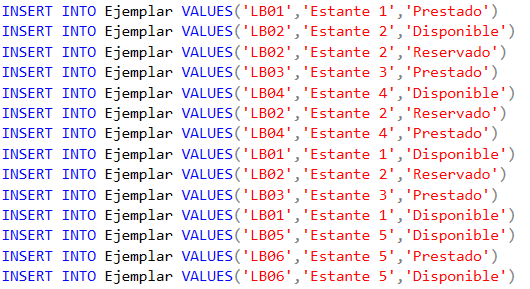 INSERT INTO Ejemplar VALUES('LB01','Estante 1','Prestado')
INSERT INTO Ejemplar VALUES('LB02','Estante 2','Disponible')
INSERT INTO Ejemplar VALUES('LB02','Estante 2','Reservado')
INSERT INTO Ejemplar VALUES('LB03','Estante 3','Prestado')
INSERT INTO Ejemplar VALUES('LB04','Estante 4','Disponible')
INSERT INTO Ejemplar VALUES('LB02','Estante 2','Reservado')
INSERT INTO Ejemplar VALUES('LB04','Estante 4','Prestado')
INSERT INTO Ejemplar VALUES('LB01','Estante 1','Disponible')
INSERT INTO Ejemplar VALUES('LB02','Estante 2','Reservado')
INSERT INTO Ejemplar VALUES('LB03','Estante 3','Prestado')
INSERT INTO Ejemplar VALUES('LB01','Estante 1','Disponible')
INSERT INTO Ejemplar VALUES('LB05','Estante 5','Disponible')
INSERT INTO Ejemplar VALUES('LB06','Estante 5','Prestado')
INSERT INTO Ejemplar VALUES('LB06','Estante 5','Disponible')